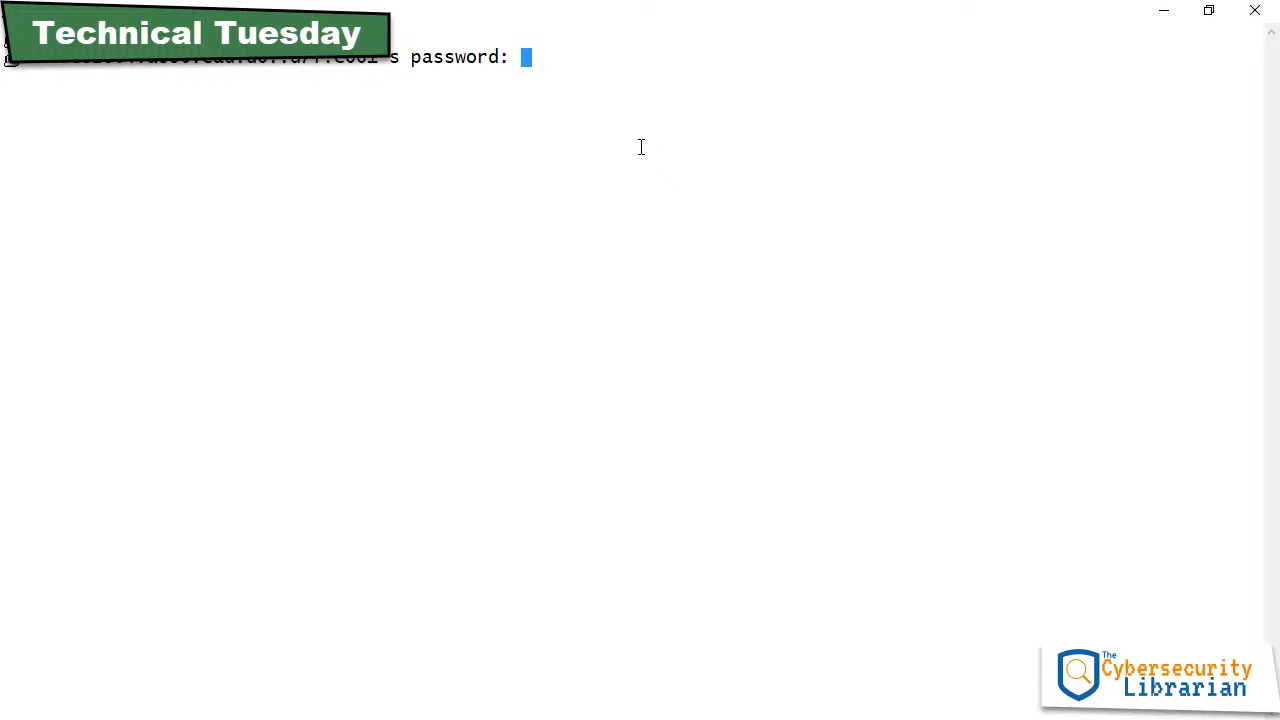 Technical Tuesday
's password:
The
Cybersecurity
Librarian